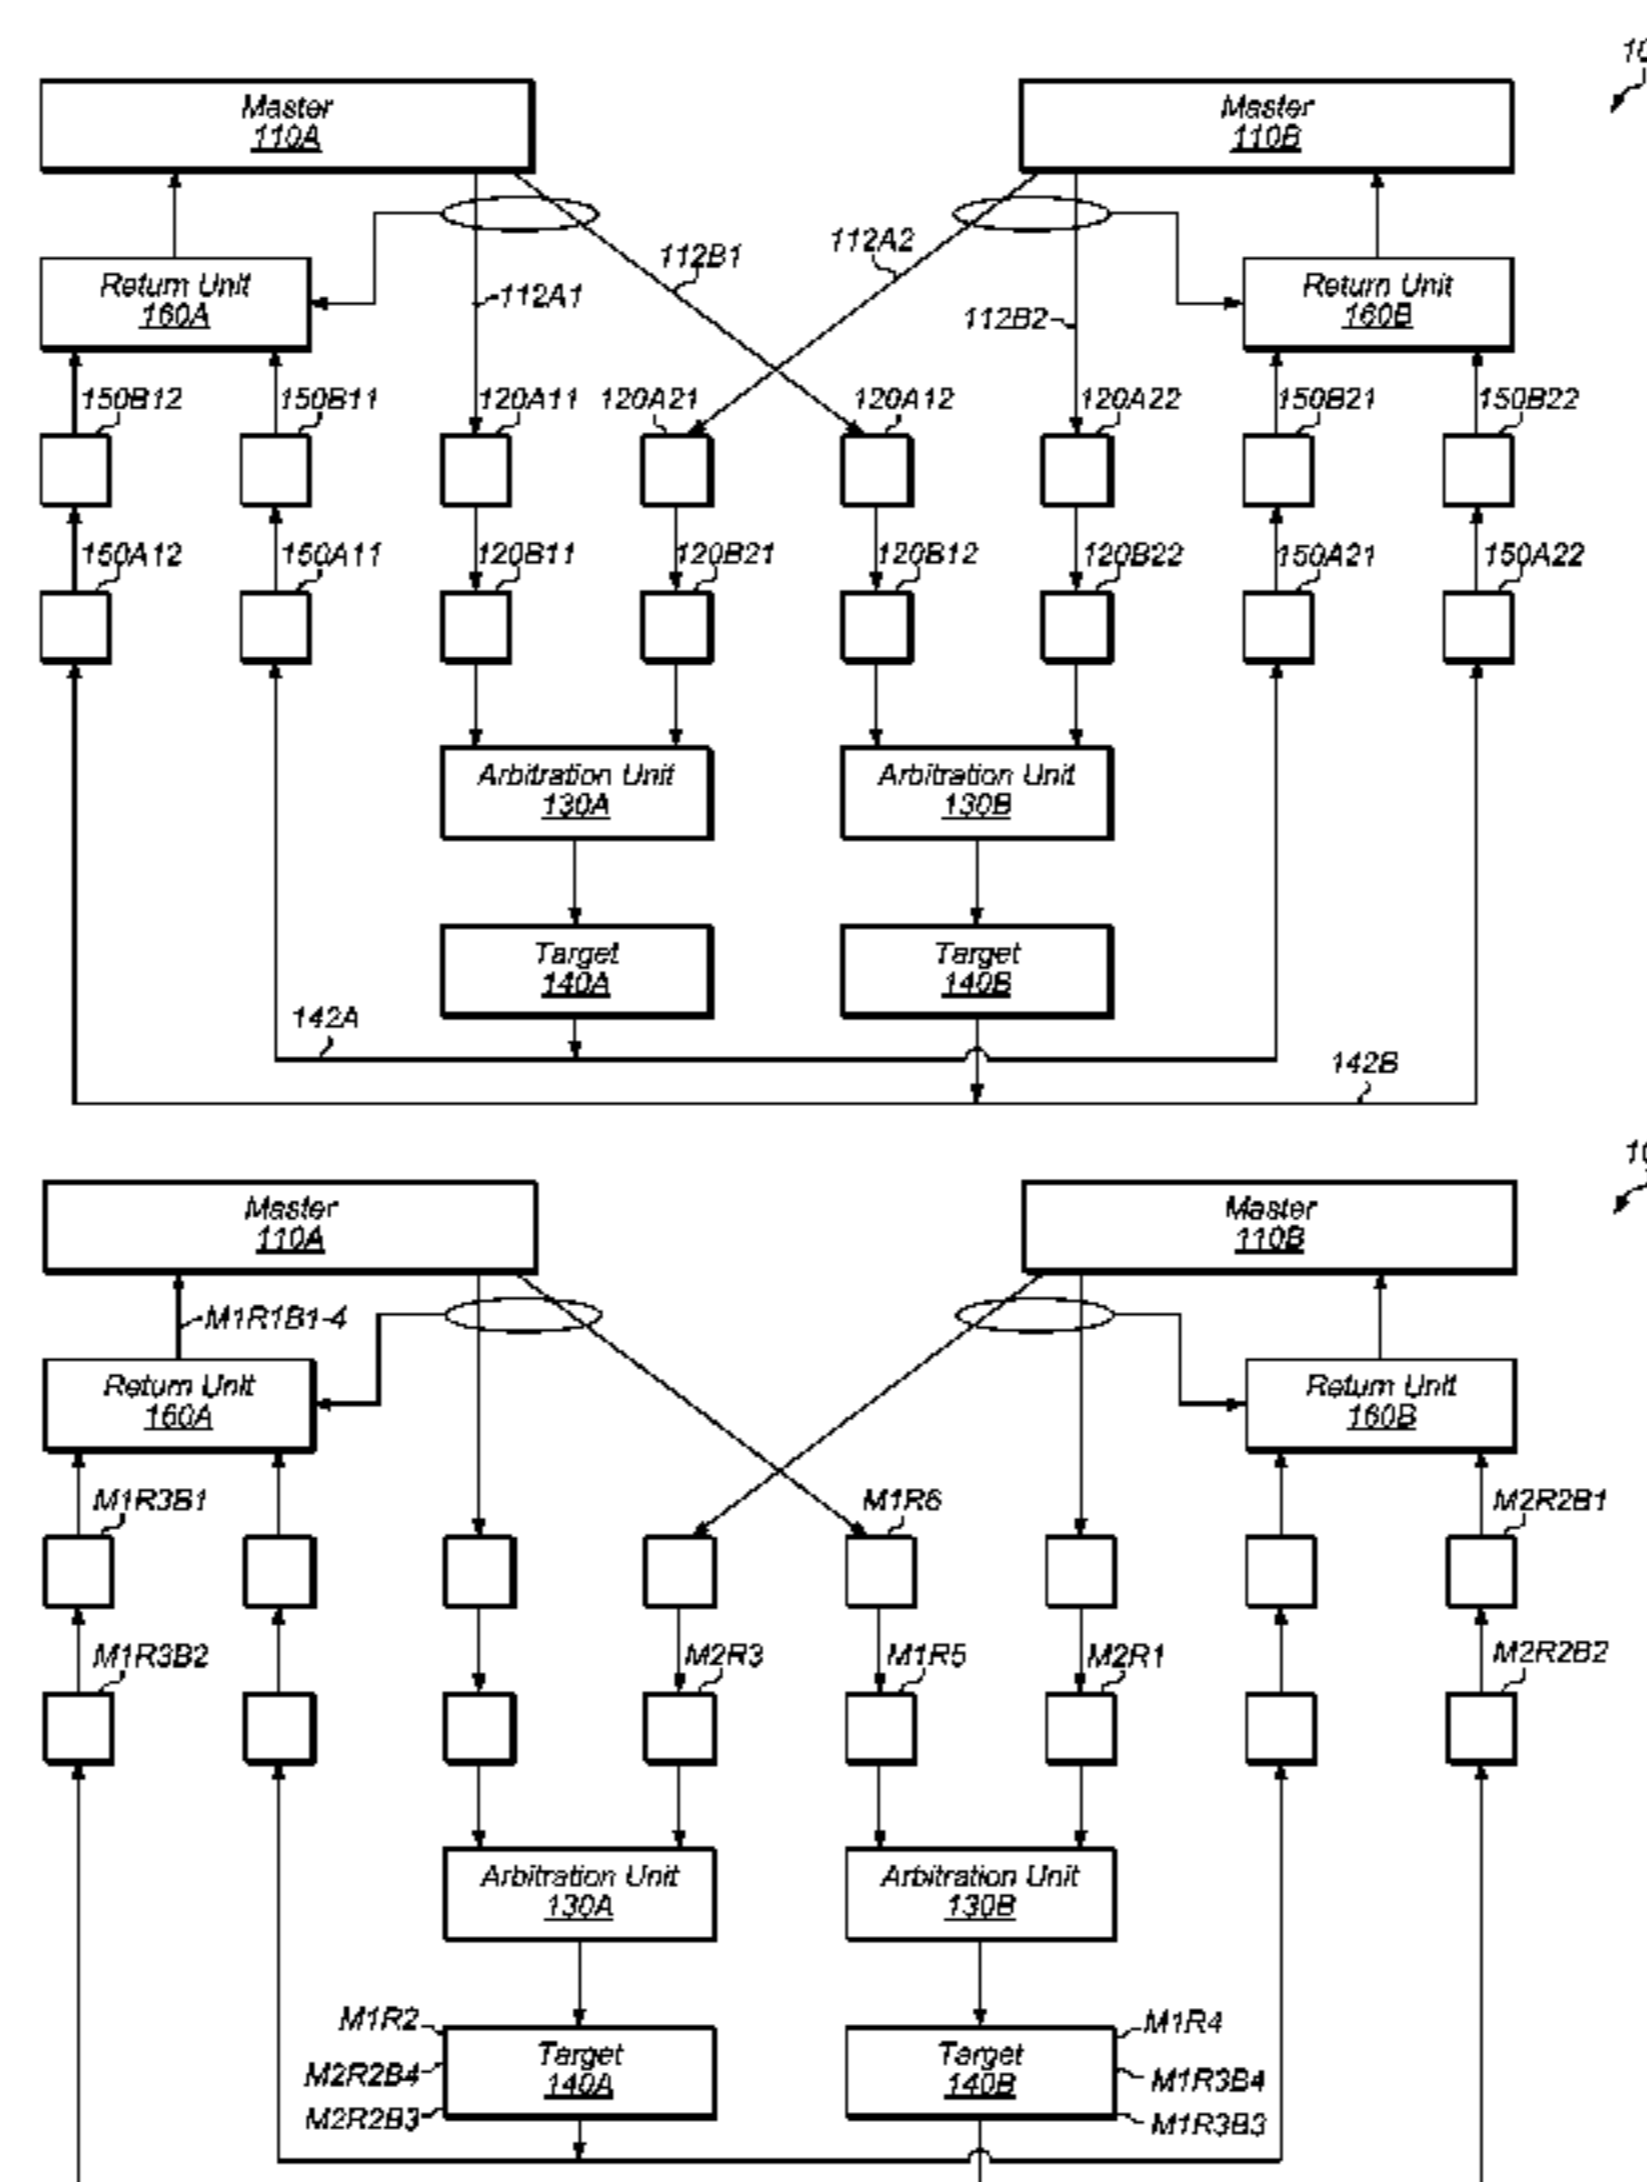 10
Master
110A
Master
110B
112B1
112A2
Return Unit
160A
112A1
112B2
Return Unit
160B
150B12 150B11 120A11 120A21 120A12 120A22 150B21 150B22
150A12 150A11 120B11 120B21 120B12 120B22 150A21 150A22
Arbitration Unit
130A
Arbitration Unit
130B
Target
140A
Target
140B
142A
142B
10
Master
110A
Master
110B
M1R1B1-4
Return Unit
160A
Return Unit
160B
M1R3B1 M1R6 M2R2B1
M1R3B2 M2R3 M1R5 M2R1 M2R2B2
Arbitration Unit
130A
Arbitration Unit
130B
M1R2
M2R2B4
M2R2B3
Target
140A
Target
140B
M1R4
M1R3B4
M1R3B3